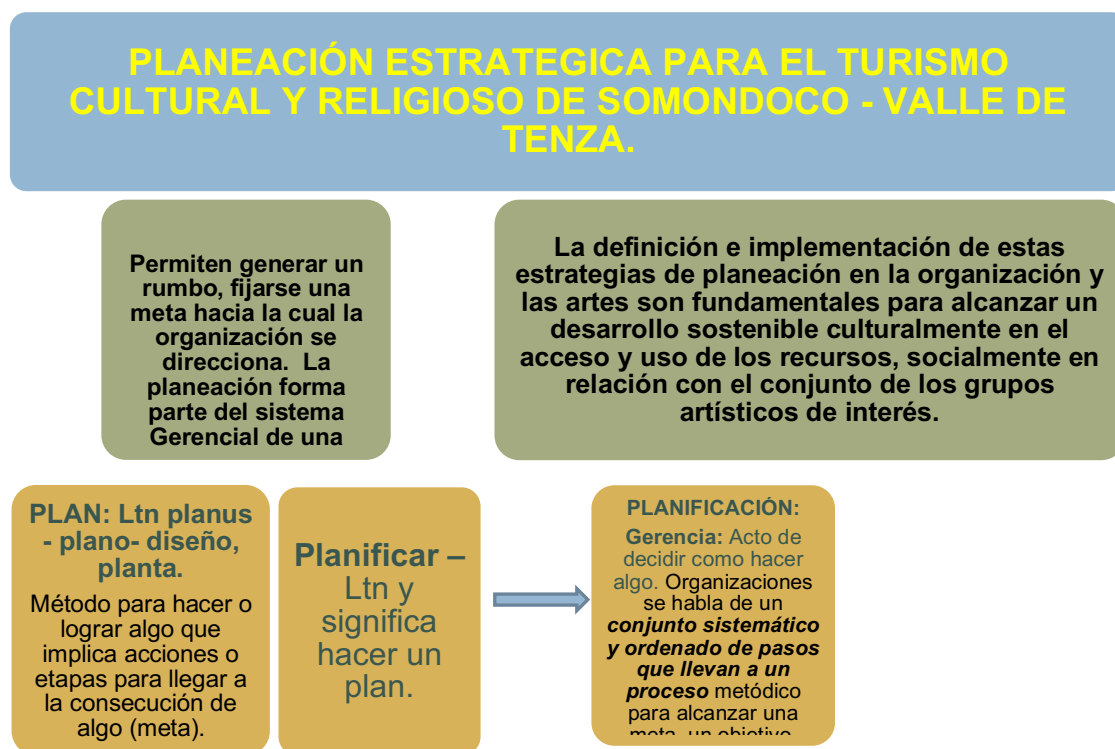 PLANEACIÓN ESTRATEGICA PARA EL TURISMO
CULTURAL Y RELIGIOSO DE SOMONDOCO - VALLE DE
TENZA.
Permiten generar un
rumbo, fijarse una
meta hacia la cual la
organización se
direcciona. La
planeación forma
parte del sistema
Gerencial de una
La definición e implementación de estas
estrategias de planeación en la organización y
las artes son fundamentales para alcanzar un
desarrollo sostenible culturalmente en el
acceso y uso de los recursos, socialmente en
relación con el conjunto de los grupos
artísticos de interés.
PLAN: Ltn planus
- plano- diseño,
planta.
Método para hacer o
lograr algo que
implica acciones o
etapas para llegar a
la consecución de
algo (meta).
Planificar –
Ltn y
significa
hacer un
plan.
PLANIFICACIÓN:
Gerencia: Acto de
decidir como hacer
algo. Organizaciones
se habla de un
conjunto sistemático
y ordenado de pasos
que llevan a un
proceso metódico
para alcanzar una
meta, un objetivo